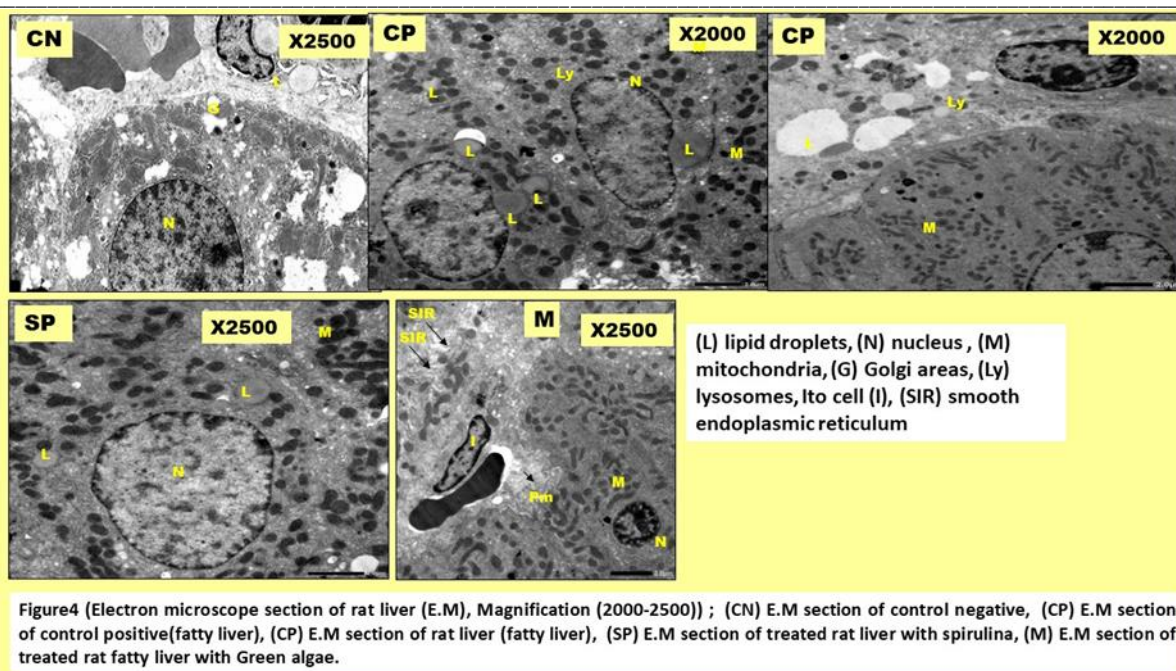 CN
X2500
L
G
N
CP
X2000
Ly
N
L
L
L
M
L
L
CP
X2000
Ly
L
M
SP
X2500
M
L
L
N
M
X2500
SIR
SIR
I
M
Pm
N
(L) lipid droplets, (N) nucleus , (M)
mitochondria, (G) Golgi areas, (Ly)
lysosomes, Ito cell (I), (SIR) smooth
endoplasmic reticulum
Figure4 (Electron microscope section of rat liver (E.M), Magnification (2000-2500)) ; (CN) E.M section of control negative, (CP) E.M section
of control positive(fatty liver), (CP) E.M section of rat liver (fatty liver), (SP) E.M section of treated rat liver with spirulina, (M) E.M section of
treated rat fatty liver with Green algae.